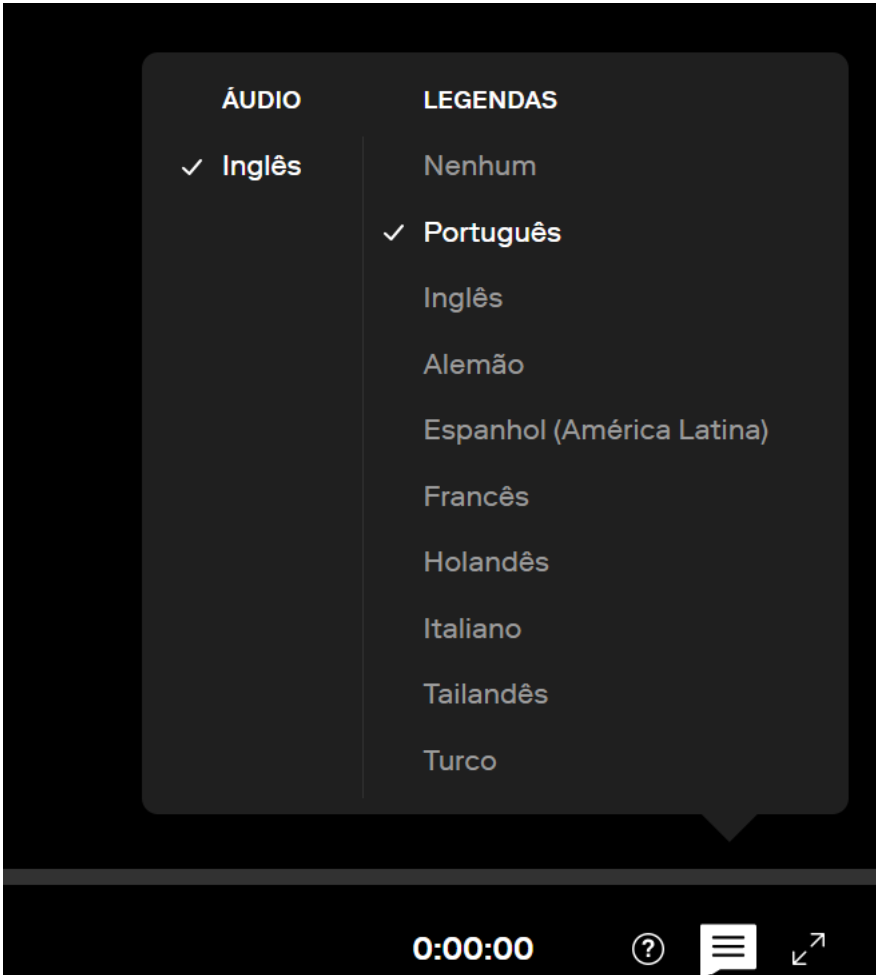 ÁUDIO
Inglês
LEGENDAS
Nenhum
Português
Inglês
Alemão
Espanhol (América Latina)
Francês
Holandês
Italiano
Tailandês
Turco
0:00:00
?